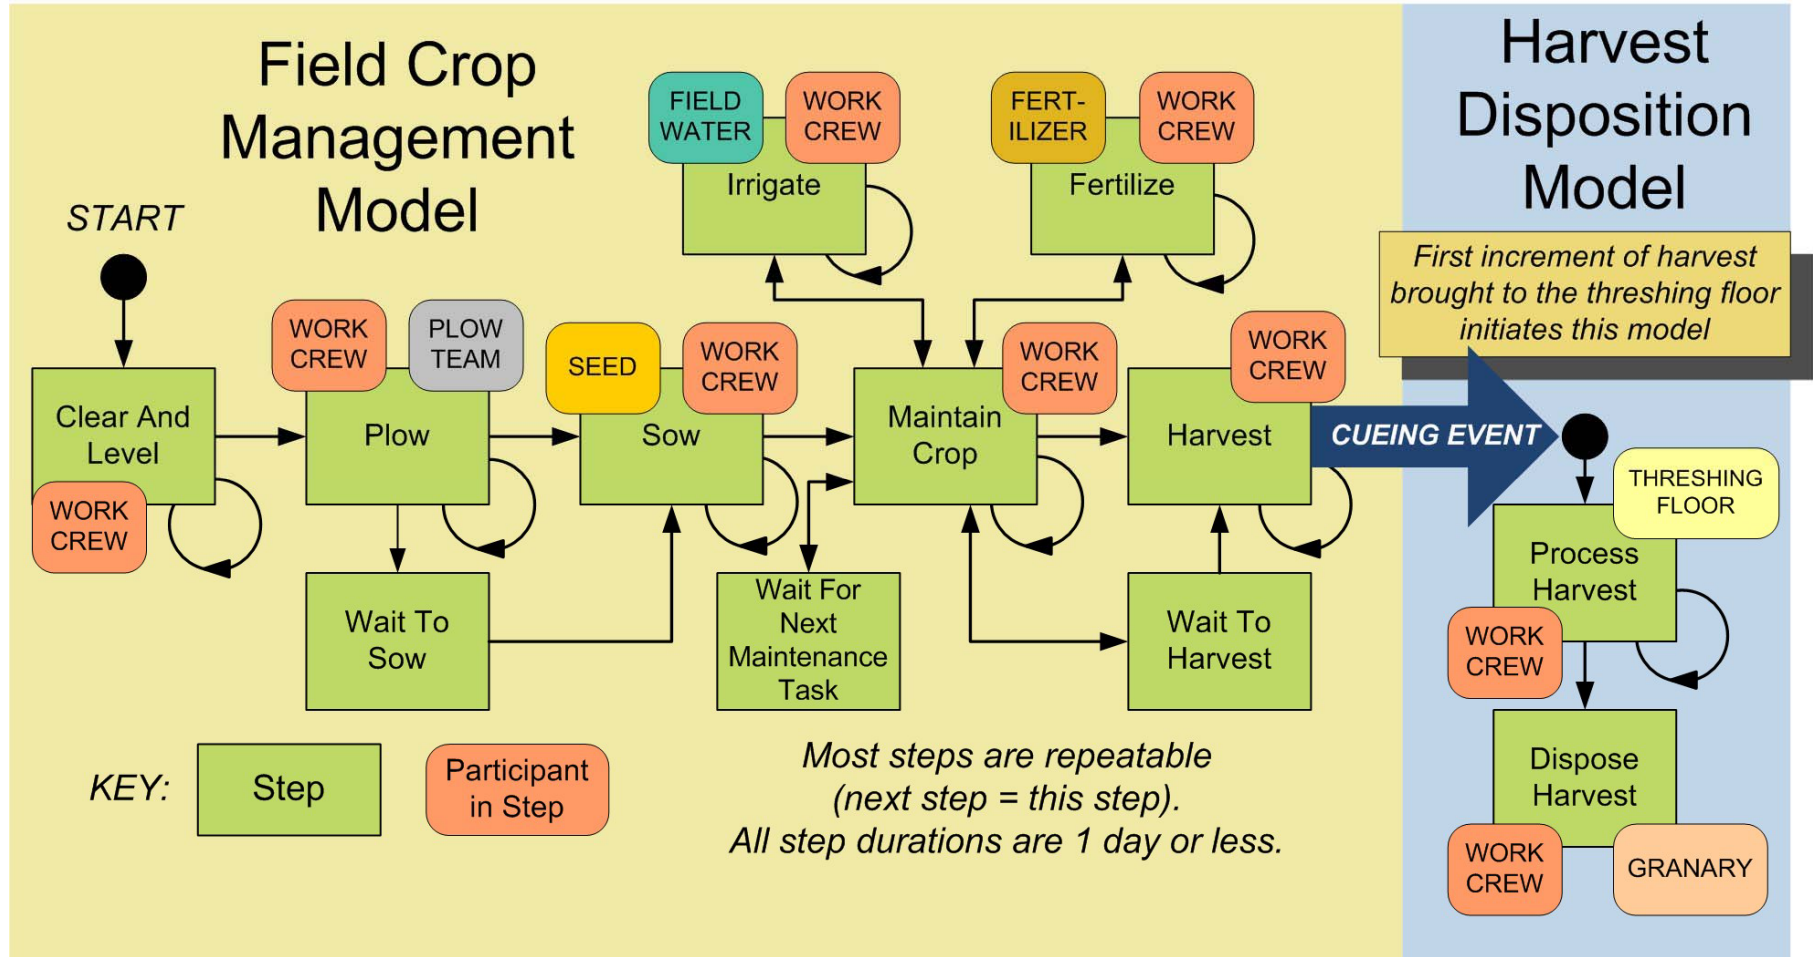 Field Crop
Management
Model
Harvest
Disposition
Model
START
FIELD
WATER
WORK
CREW
Irrigate
FERT-
ILIZER
WORK
CREW
Fertilize
First increment of harvest
brought to the threshing floor
initiates this model
Clear And
Level
WORK
CREW
WORK
CREW
PLOW
TEAM
Plow
SEED
WORK
CREW
Sow
WORK
CREW
Maintain
Crop
WORK
CREW
Harvest
CUEING EVENT
THRESHING
FLOOR
Process
Harvest
WORK
CREW
Wait To
Sow
Wait For
Next
Maintenance
Task
Wait To
Harvest
Dispose
Harvest
WORK
CREW
GRANARY
KEY:
Step
Participant
in Step
Most steps are repeatable
(next step = this step).
All step durations are 1 day or less.